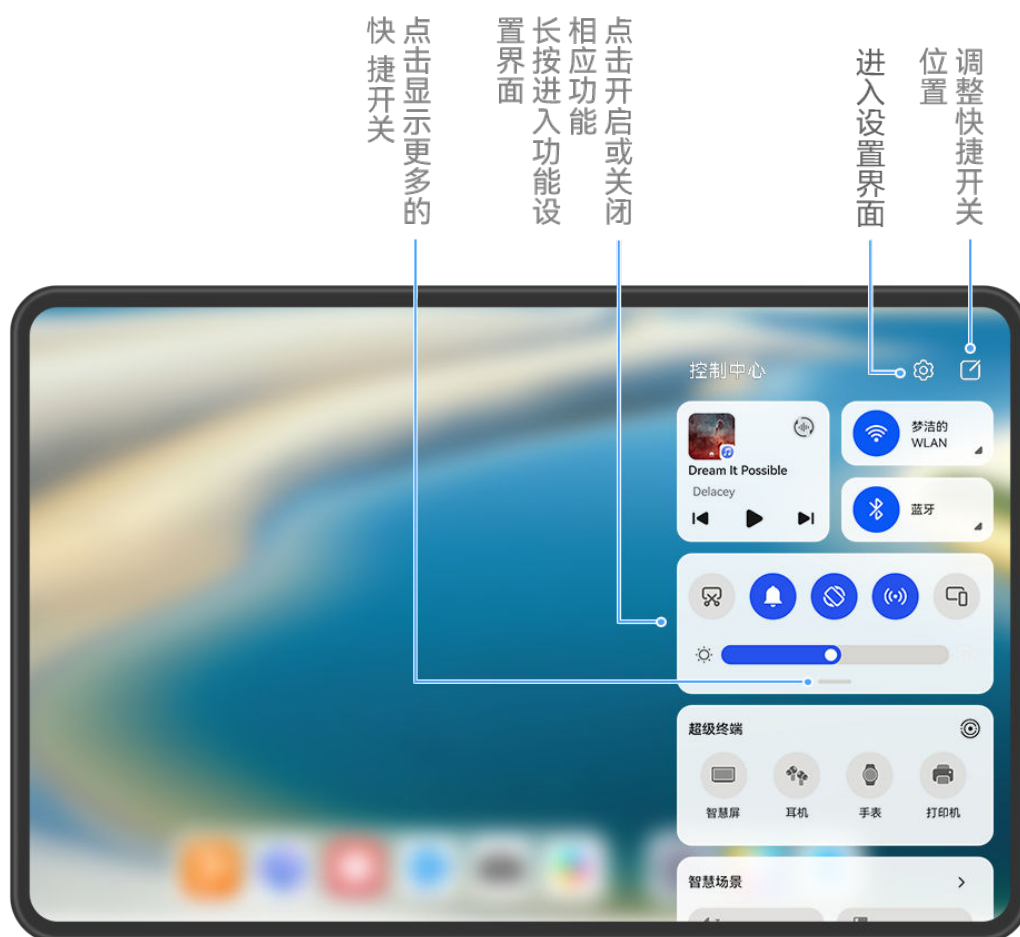 调整快捷开关
位置
进入设置界面
点击开启或关闭
相应功能
长按进入功能设
置界面
点击显示更多的
快 捷开关
控制中心
Dream It Possible
Delacey
梦洁的
WLAN
蓝牙
超级终端
智慧屏
耳机
手表
打印机
智慧场景